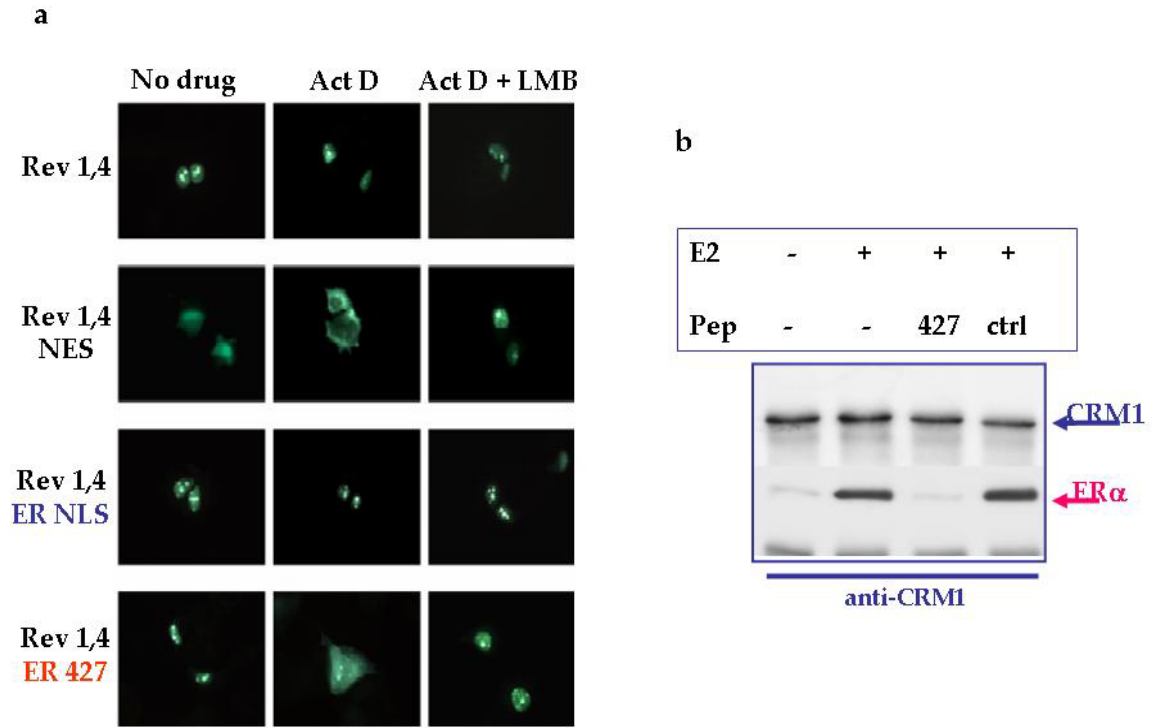 a
No drug Act D Act D + LMB
Rev 1,4
Rev 1,4
NES
Rev 1,4
ER NLS
Rev 1,4
ER 427
b
E2 - + + +
Pep - - 427 ctrl
CRM1
ERα
anti-CRM1